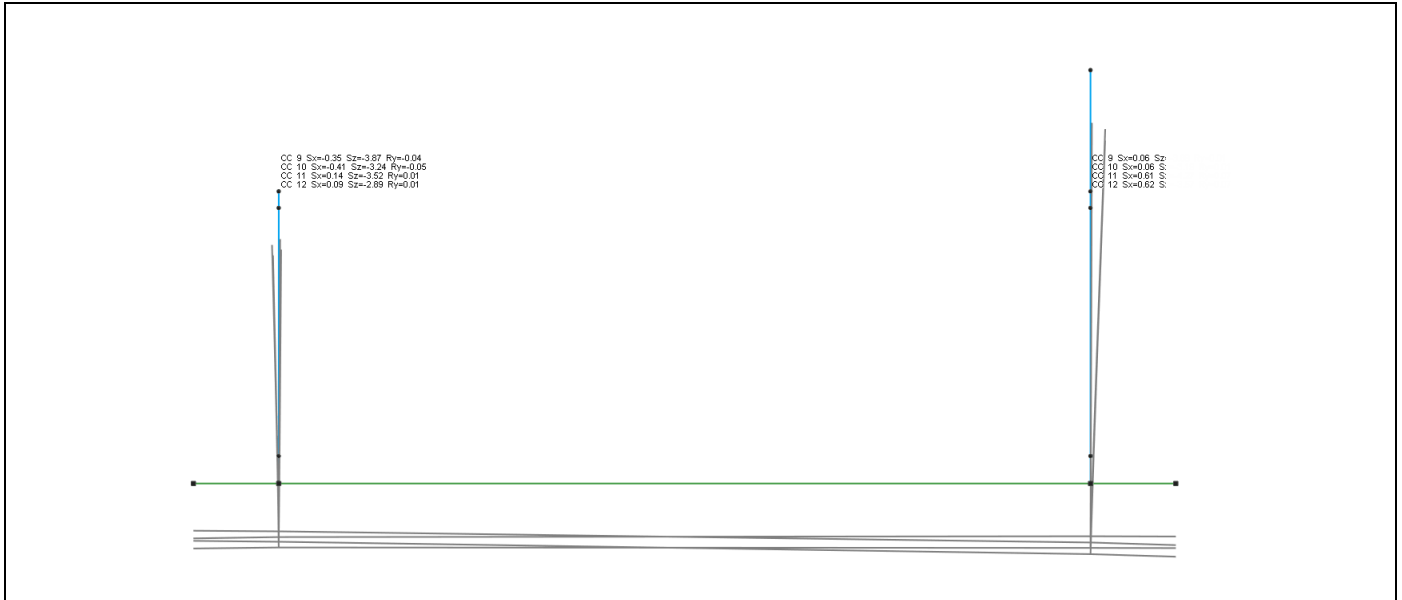 CC 9 Sx=-0.35 Sz=-3.87 Ry=-0.04
CC 10 Sx=-0.41 Sz=-3.24 Ry=-0.05
CC 11 Sx=0.14 Sz=-3.52 Ry=0.01
CC 12 Sx=0.09 Sz=-2.89 Ry=0.01
CC 9 Sx=0.06 Sz
CC 10 Sx=0.06 S
CC 11 Sx=0.61 S
CC 12 Sx=0.62 S